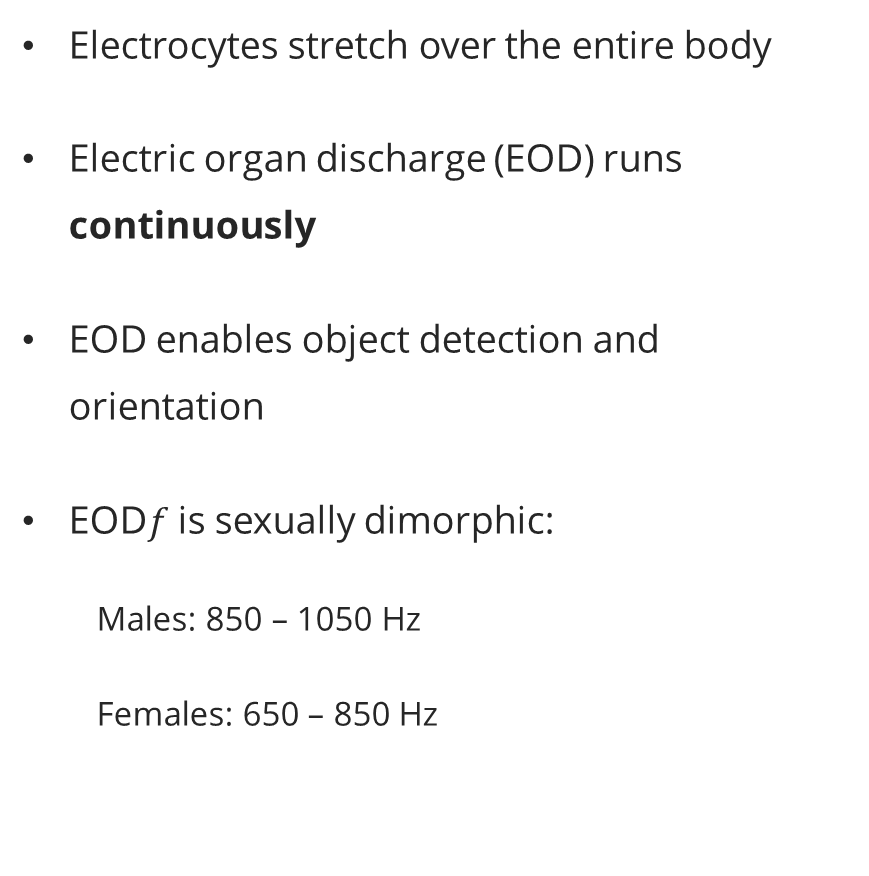 • Electrocytes stretch over the entire body
• Electric organ discharge (EOD) runs
continuously
• EOD enables object detection and
orientation
• EODf is sexually dimorphic:
Males: 850 – 1050 Hz
Females: 650 – 850 Hz